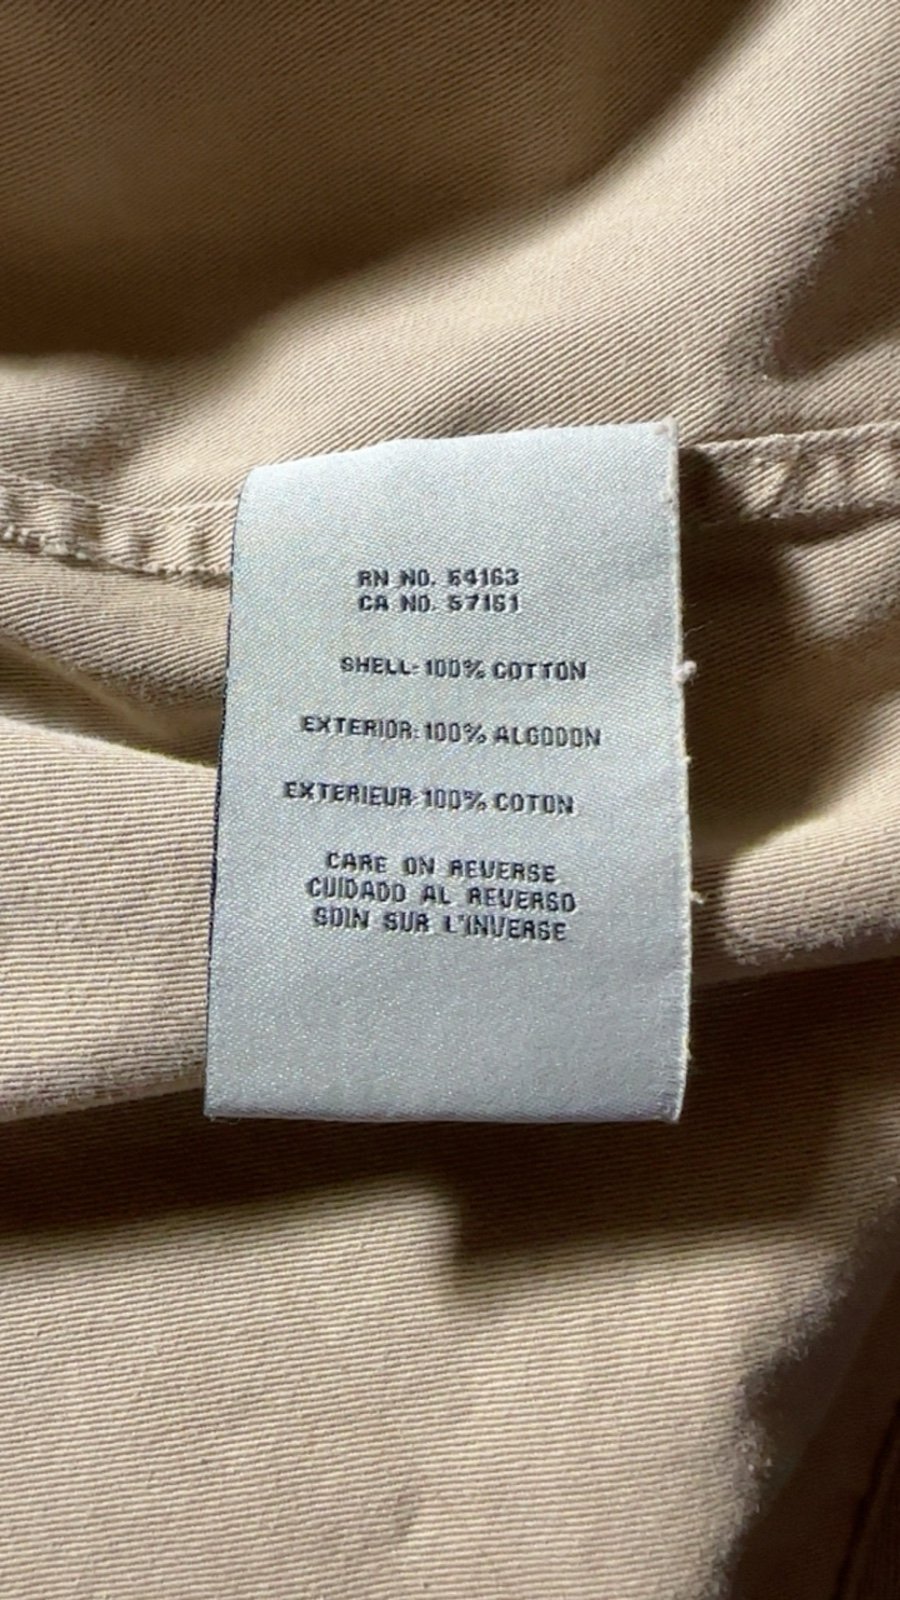 RN NO. 54163
CA NO. 57151
SHELL: 100% COTTON
EXTERIOR: 100% ALGODON
EXTERIEUR: 100% COTON
CARE ON REVERSE
CUIDADO AL REVERSO
SOIN SUR L'INVERSE